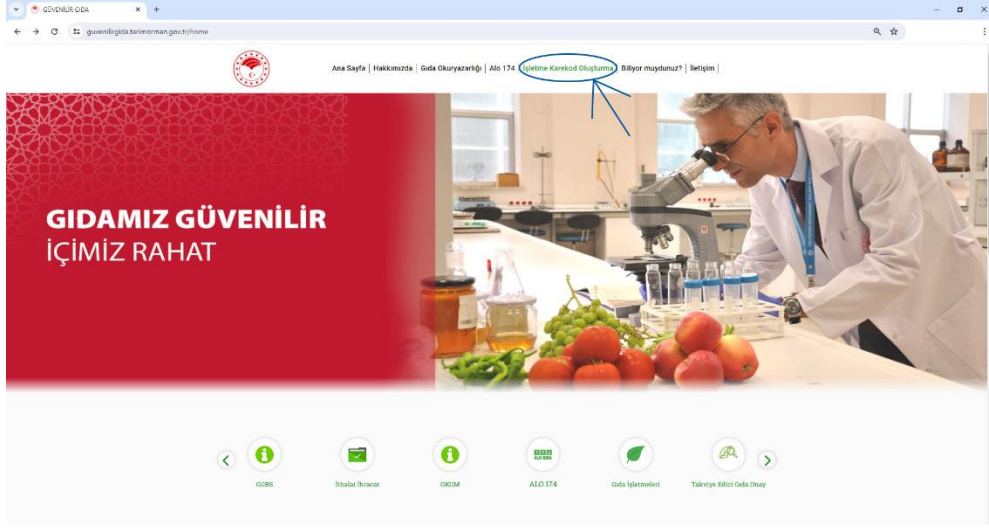 GÜVENİLİR GIDA
guvenilirgida.tarimorman.gov.tr/home
Ana Sayfa | Hakkımızda | Gıda Okuryazarlığı | Alo 174 | İşletme Karekod Oluşturma | Biliyor muydunuz? | İletişim |
GIDAMIZ GÜVENİLİR
İÇİMİZ RAHAT
GGBS İthalat İhracat GKGM ALO 174 Gıda İşletmeleri Takviye Edici Gıda Onay